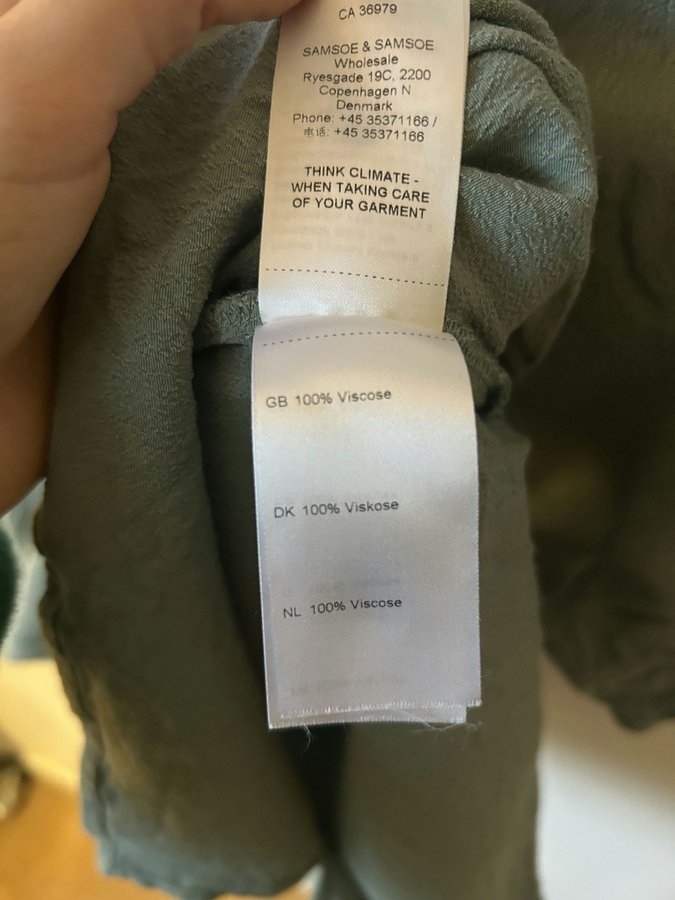 CA 36979
SAMSOE & SAMSOE
Wholesale
Ryesgade 19C, 2200
Copenhagen N
Denmark
Phone: +45 35371166 /
电话: +45 35371166
THINK CLIMATE -
WHEN TAKING CARE
OF YOUR GARMENT
GB 100% Viscose
DK 100% Viskose
NL 100% Viscose